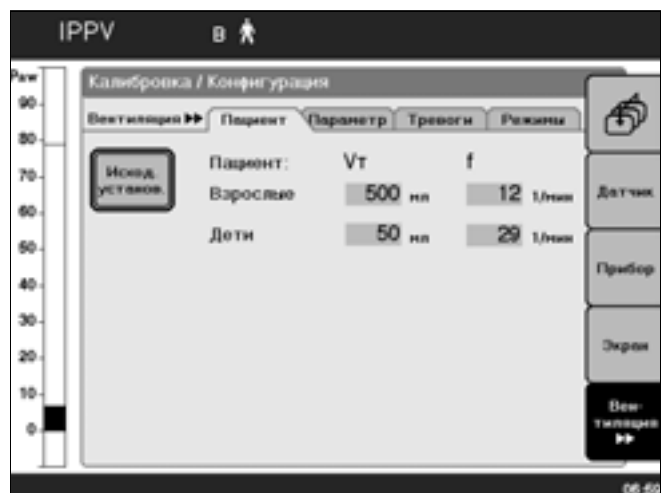 IPPV В
Paw
Калибровка / Конфигурация
Вентиляция Пациент Параметр Тревоги Режимы
Исход. установ.
Пациент: VT f
Взрослые 500 мл 12 1/мин
Дети 50 мл 29 1/мин
90
80
70
60
50
40
30
20
10
0
Датчик
Прибор
Экран
Вен-
тиляция